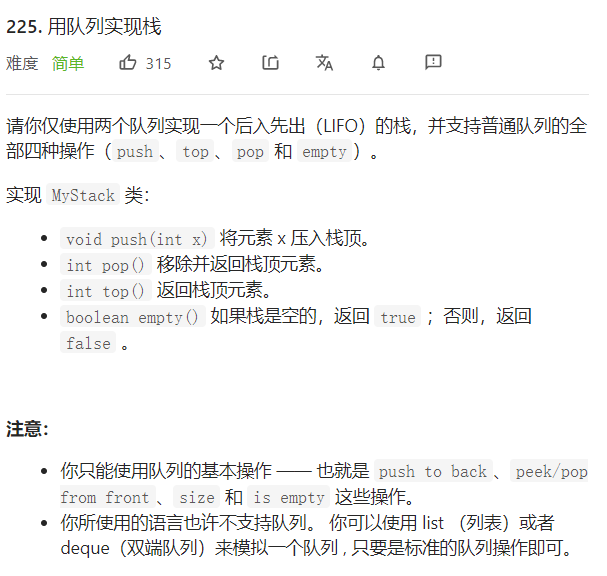 225. 用队列实现栈
难度 简单 315
请你仅使用两个队列实现一个后入先出（LIFO）的栈，并支持普通队列的全
部四种操作（push、top、pop 和 empty）。
实现 MyStack 类：
• void push(int x) 将元素 x 压入栈顶。
• int pop() 移除并返回栈顶元素。
• int top() 返回栈顶元素。
• boolean empty() 如果栈是空的，返回 true ；否则，返回
false 。
注意：
• 你只能使用队列的基本操作 —— 也就是 push to back、peek/pop
from front、size 和 is empty 这些操作。
• 你所使用的语言也许不支持队列。 你可以使用 list （列表）或者
deque（双端队列）来模拟一个队列 , 只要是标准的队列操作即可。